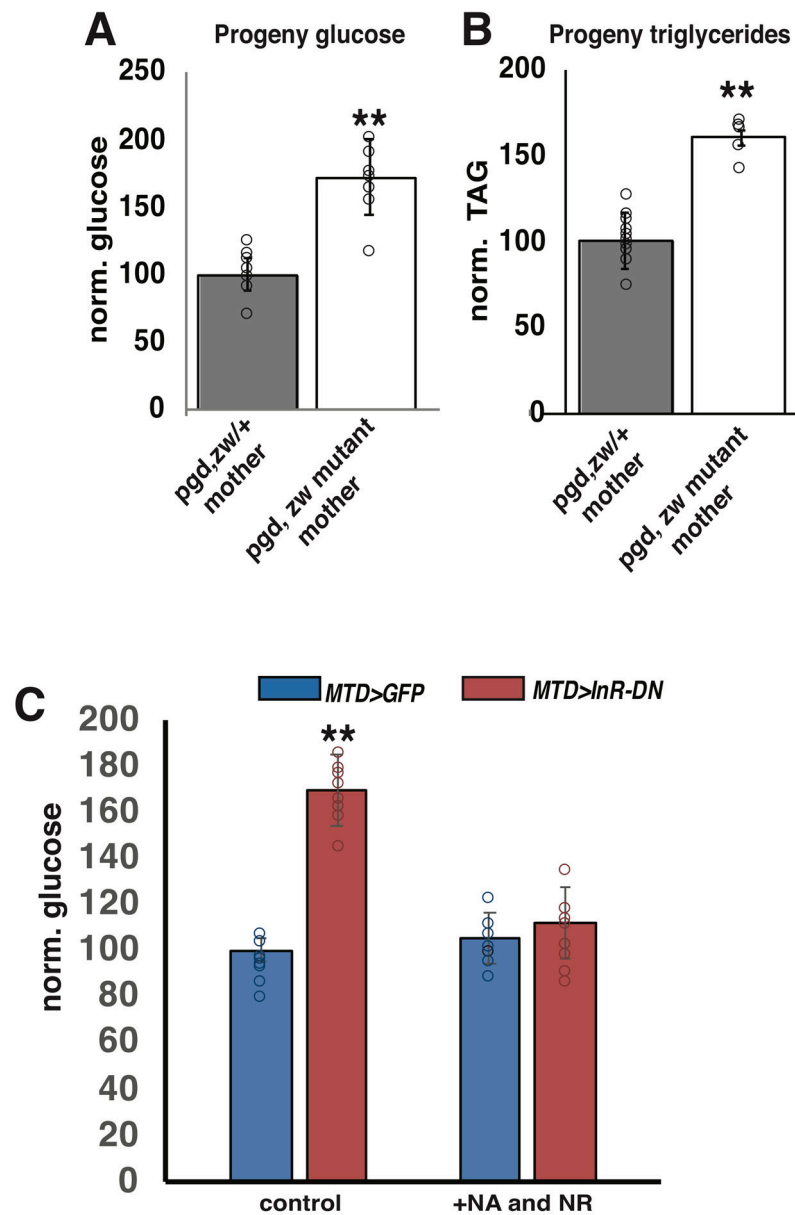 A
Progeny glucose
250
200
150
100
50
0
norm. glucose
**
pgd,zw/+
mother
pgd, zw mutant
mother
B
Progeny triglycerides
200
150
100
50
0
norm. TAG
**
pgd,zw/+
mother
pgd, zw mutant
mother
C
MTD>GFP
MTD>InR-DN
200
180
160
140
120
100
80
60
40
20
0
norm. glucose
**
control
+NA and NR